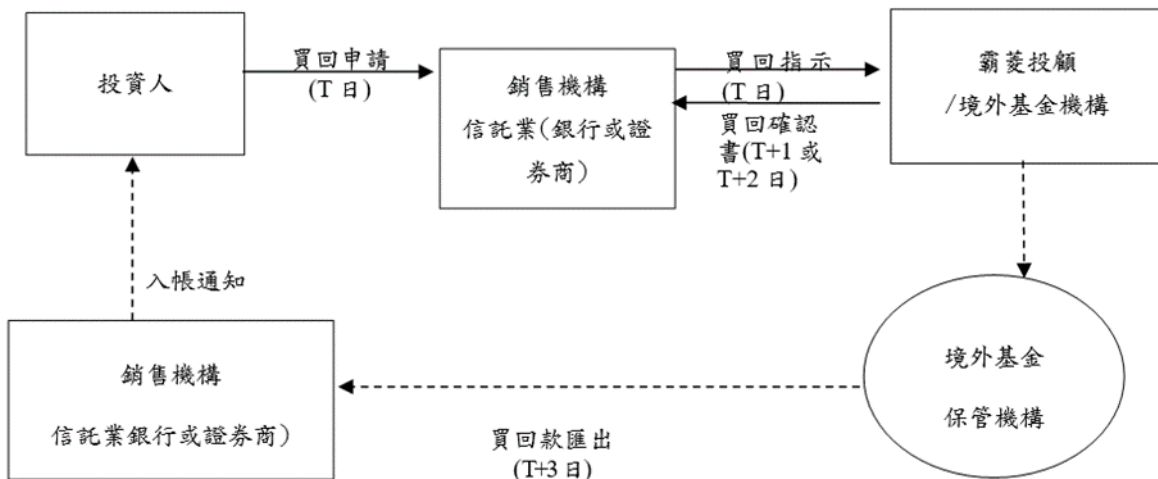 投資人
買回申請
(T 日)
銷售機構
信託業(銀行或證
券商)
買回指示
(T 日)
買回確認
書(T+1 或
T+2 日)
霸菱投顧
/境外基金機構
入帳通知
銷售機構
信託業銀行或證券商)
買回款匯出
(T+3 日)
境外基金
保管機構